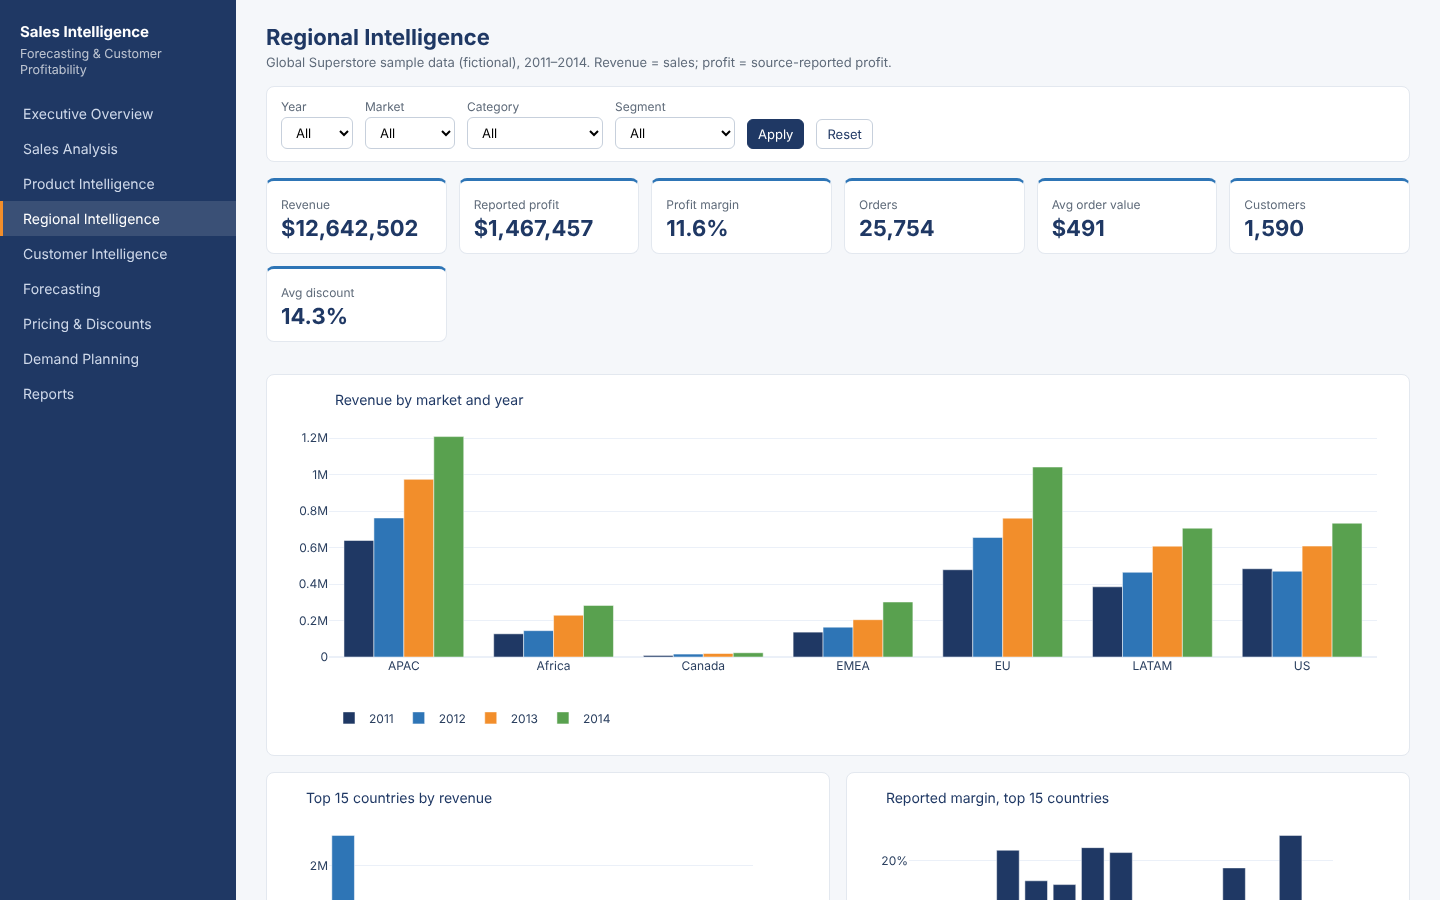 Sales Intelligence
Forecasting & Customer
Profitability
Executive Overview
Sales Analysis
Product Intelligence
Regional Intelligence
Customer Intelligence
Forecasting
Pricing & Discounts
Demand Planning
Reports
Regional Intelligence
Global Superstore sample data (fictional), 2011–2014. Revenue = sales; profit = source-reported profit.
Year Market Category Segment
All All All All Apply Reset
Revenue Reported profit Profit margin Orders Avg order value Customers
$12,642,502 $1,467,457 11.6% 25,754 $491 1,590
Avg discount
14.3%
Revenue by market and year
1.2M
1M
0.8M
0.6M
0.4M
0.2M
0
APAC Africa Canada EMEA EU LATAM US
2011 2012 2013 2014
Top 15 countries by revenue
2M
Reported margin, top 15 countries
20%